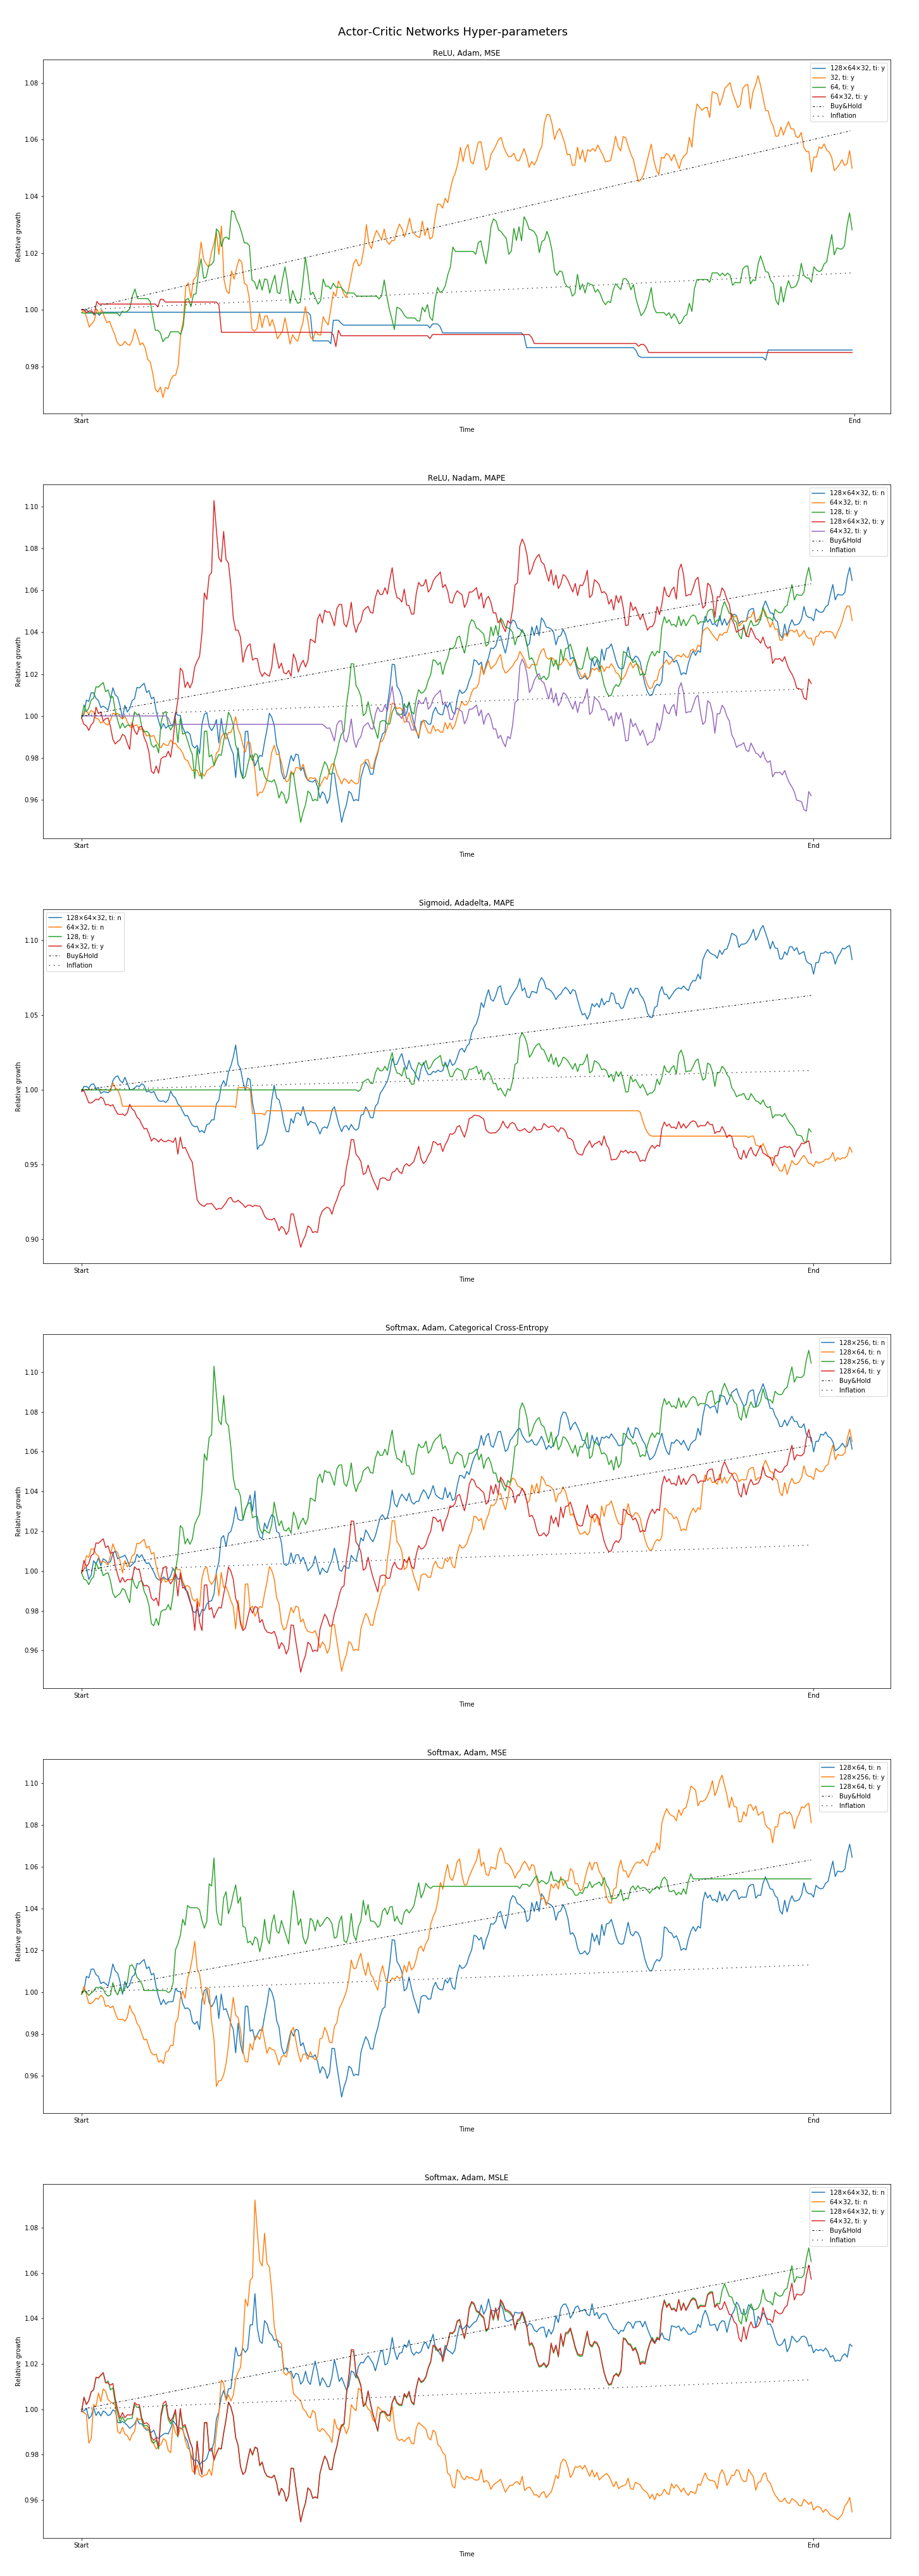 Actor-Critic Networks Hyper-parameters
ReLU, Adam, MSE
128×64×32, ti: y
32, ti: y
64, ti: y
64×32, ti: y
Buy&Hold
Inflation
1.08
1.06
1.04
1.02
1.00
0.98
Relative growth
Start
End
Time
ReLU, Nadam, MAPE
128×64×32, ti: n
64×32, ti: n
128, ti: y
128×64×32, ti: y
64×32, ti: y
Buy&Hold
Inflation
1.10
1.08
1.06
1.04
1.02
1.00
0.98
0.96
Relative growth
Start
End
Time
Sigmoid, Adadelta, MAPE
128×64×32, ti: n
64×32, ti: n
128, ti: y
64×32, ti: y
Buy&Hold
Inflation
1.10
1.05
1.00
0.95
0.90
Relative growth
Start
End
Time
Softmax, Adam, Categorical Cross-Entropy
128×256, ti: n
128×64, ti: n
128×256, ti: y
128×64, ti: y
Buy&Hold
Inflation
1.10
1.08
1.06
1.04
1.02
1.00
0.98
0.96
Relative growth
Start
End
Time
Softmax, Adam, MSE
128×64, ti: n
128×256, ti: y
128×64, ti: y
Buy&Hold
Inflation
1.10
1.08
1.06
1.04
1.02
1.00
0.98
0.96
Relative growth
Start
End
Time
Softmax, Adam, MSLE
128×64×32, ti: n
64×32, ti: n
128×64×32, ti: y
64×32, ti: y
Buy&Hold
Inflation
1.08
1.06
1.04
1.02
1.00
0.98
0.96
Relative growth
Start
End
Time